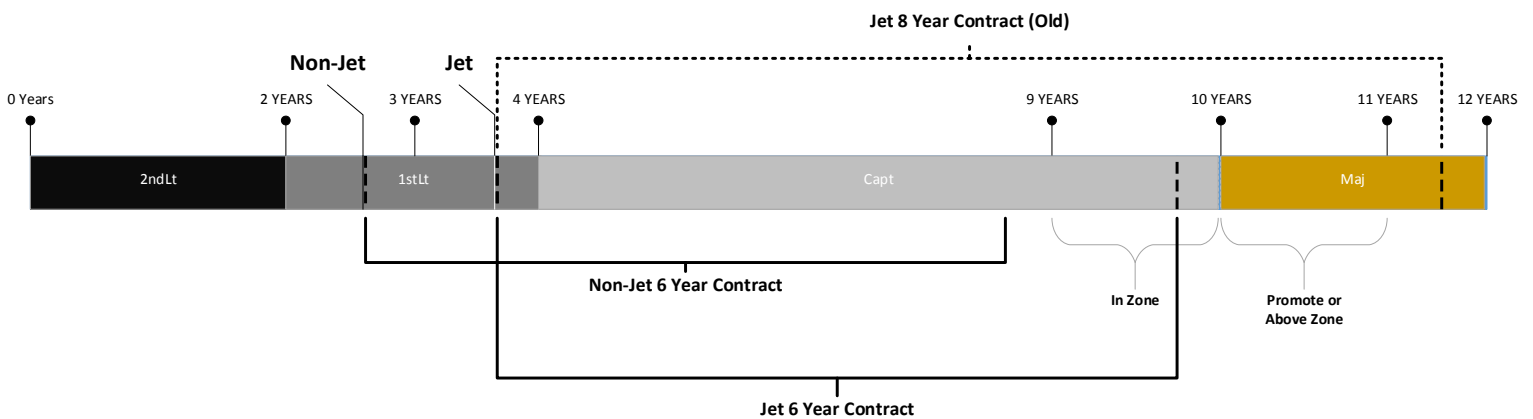 Jet 8 Year Contract (Old)
Non-Jet
Jet
0 Years
2 YEARS
3 YEARS
4 YEARS
9 YEARS
10 YEARS
11 YEARS
12 YEARS
2ndLt
1stLt
Capt
Maj
Non-Jet 6 Year Contract
In Zone
Promote or
Above Zone
Jet 6 Year Contract